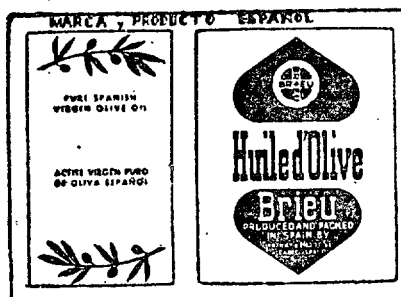 MARCA y PRODUCTO ESPAÑOL
PURE SPANISH
VIRGEN OLIVE OIL
ACEITE VIRGEN PURO
DE OLIVA ESPAÑOL
BRIEU
Huile d'Olive
Brieu
PRODUCED AND PACKED
IN SPAIN BY